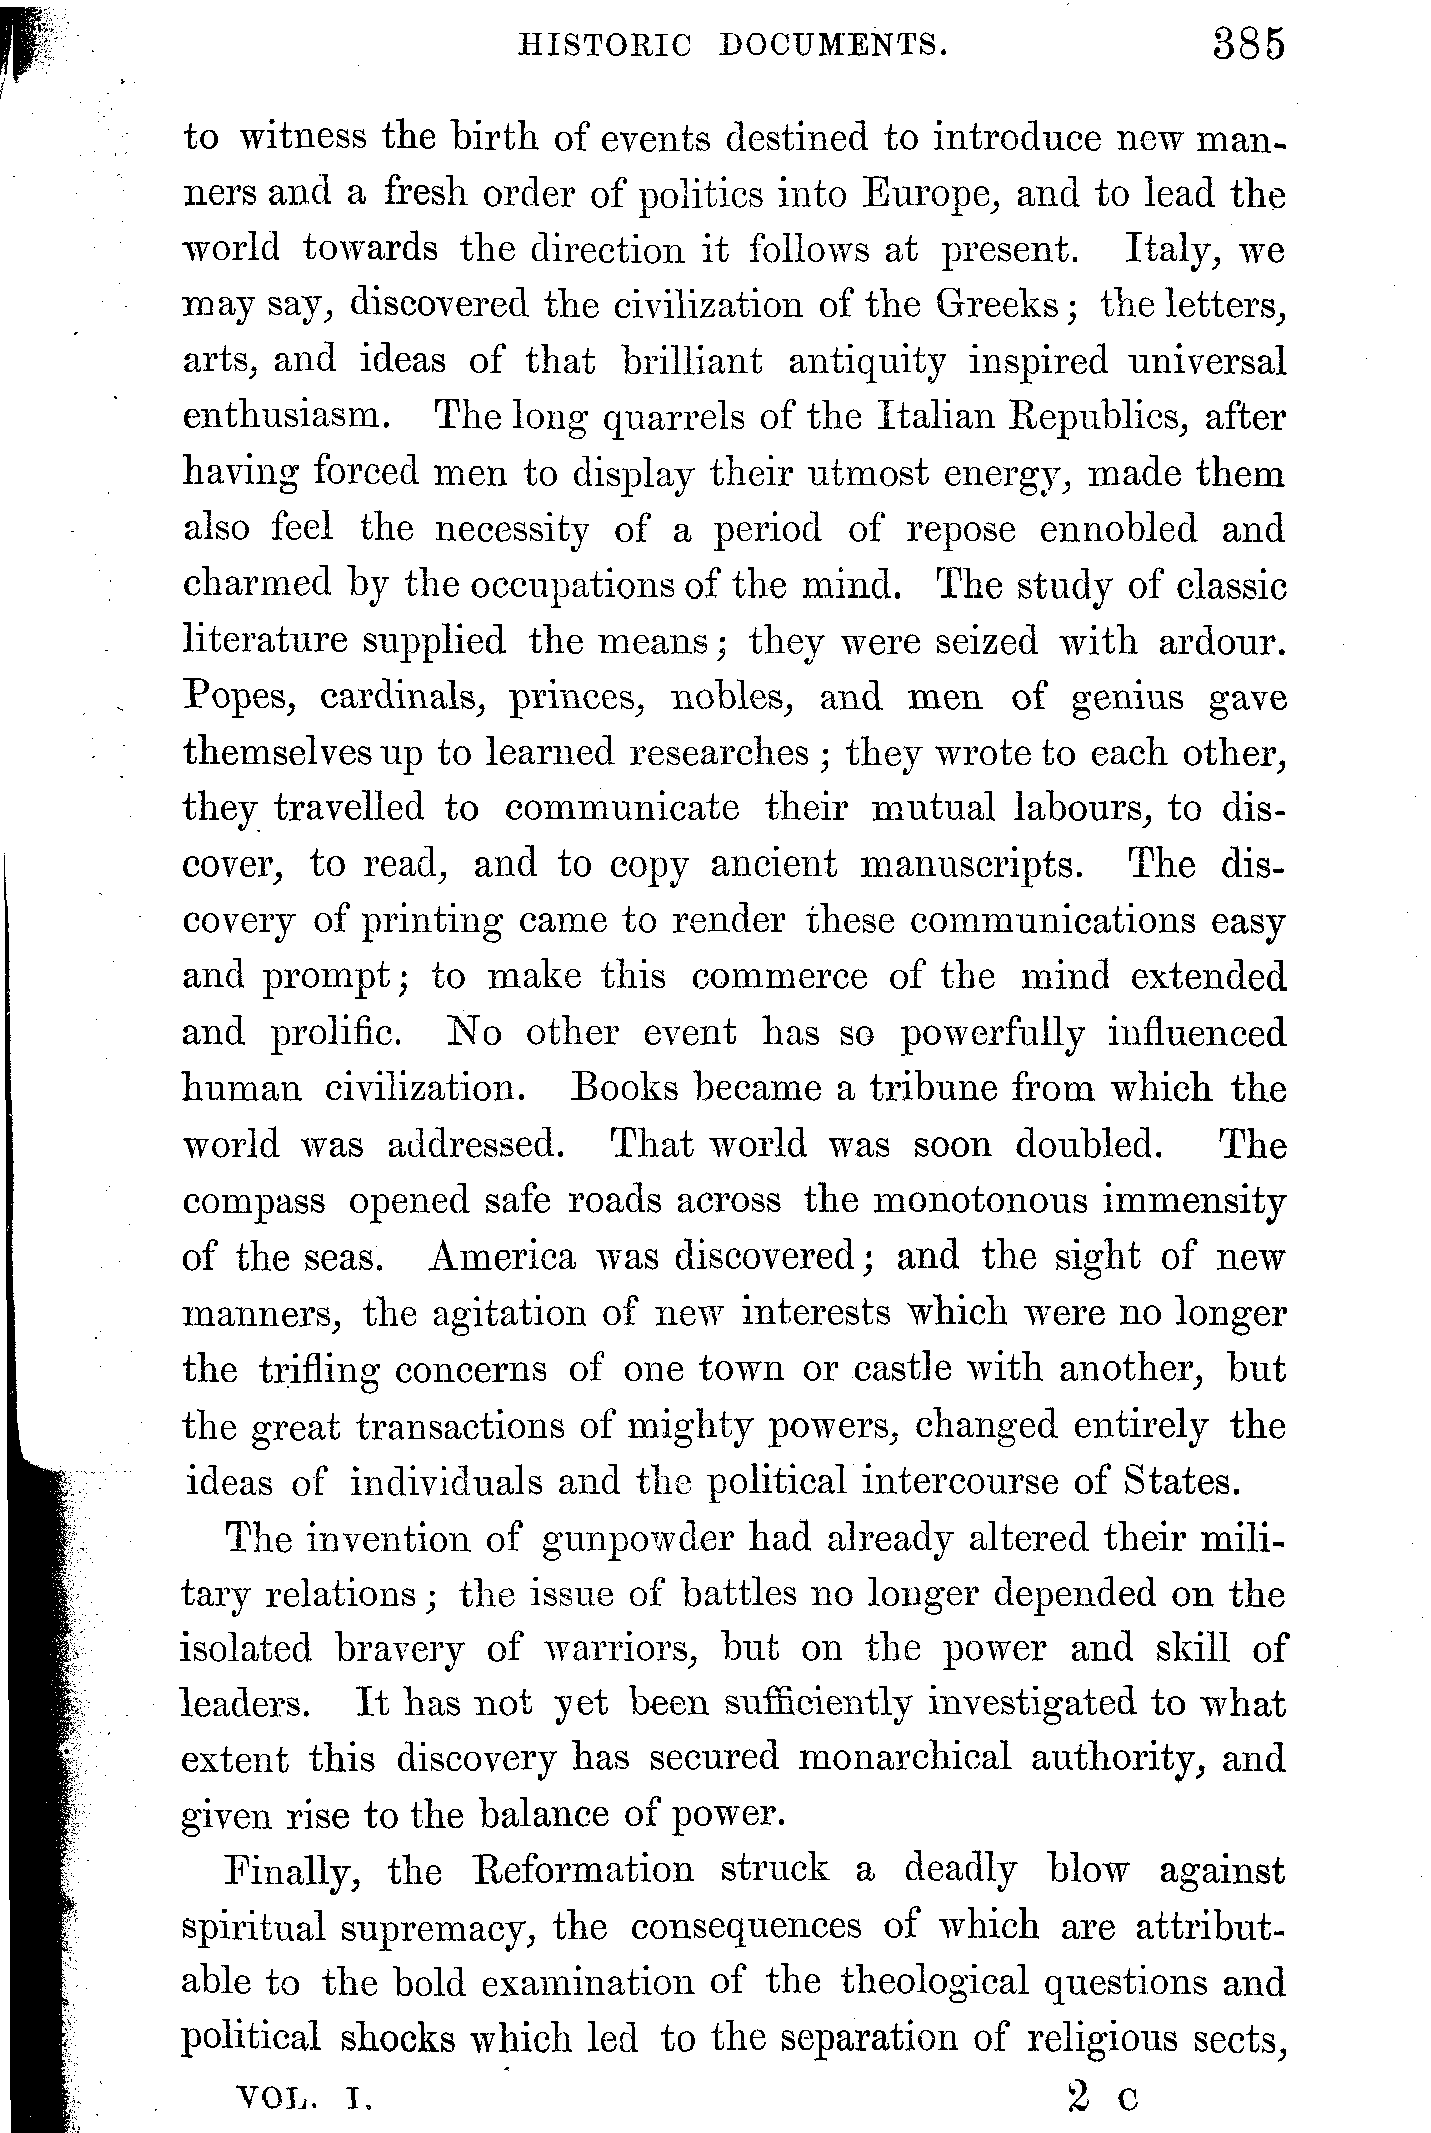 HISTORIC DOCUMENTS. 385
to witness the birth of events destined to introduce new man-
ners and a fresh order of politics into Europe, and to lead the
world towards the direction it follows at present. Italy, we
may say, discovered the civilization of the Greeks; the letters,
arts, and ideas of that brilliant antiquity inspired universal
enthusiasm. The long quarrels of the Italian Republics, after
having forced men to display their utmost energy, made them
also feel the necessity of a period of repose ennobled and
charmed by the occupations of the mind. The study of classic
literature supplied the means; they were seized with ardour.
Popes, cardinals, princes, nobles, and men of genius gave
themselves up to learned researches; they wrote to each other,
they travelled to communicate their mutual labours, to dis-
cover, to read, and to copy ancient manuscripts. The dis-
covery of printing came to render these communications easy
and prompt; to make this commerce of the mind extended
and prolific. No other event has so powerfully influenced
human civilization. Books became a tribune from which the
world was addressed. That world was soon doubled. The
compass opened safe roads across the monotonous immensity
of the seas. America was discovered; and the sight of new
manners, the agitation of new interests which were no longer
the trifling concerns of one town or castle with another, but
the great transactions of mighty powers, changed entirely the
ideas of individuals and the political intercourse of States.
The invention of gunpowder had already altered their mili-
tary relations; the issue of battles no longer depended on the
isolated bravery of warriors, but on the power and skill of
leaders. It has not yet been sufficiently investigated to what
extent this discovery has secured monarchical authority, and
given rise to the balance of power.
Finally, the Reformation struck a deadly blow against
spiritual supremacy, the consequences of which are attribut-
able to the bold examination of the theological questions and
political shocks which led to the separation of religious sects,
VOL. I. 2 C